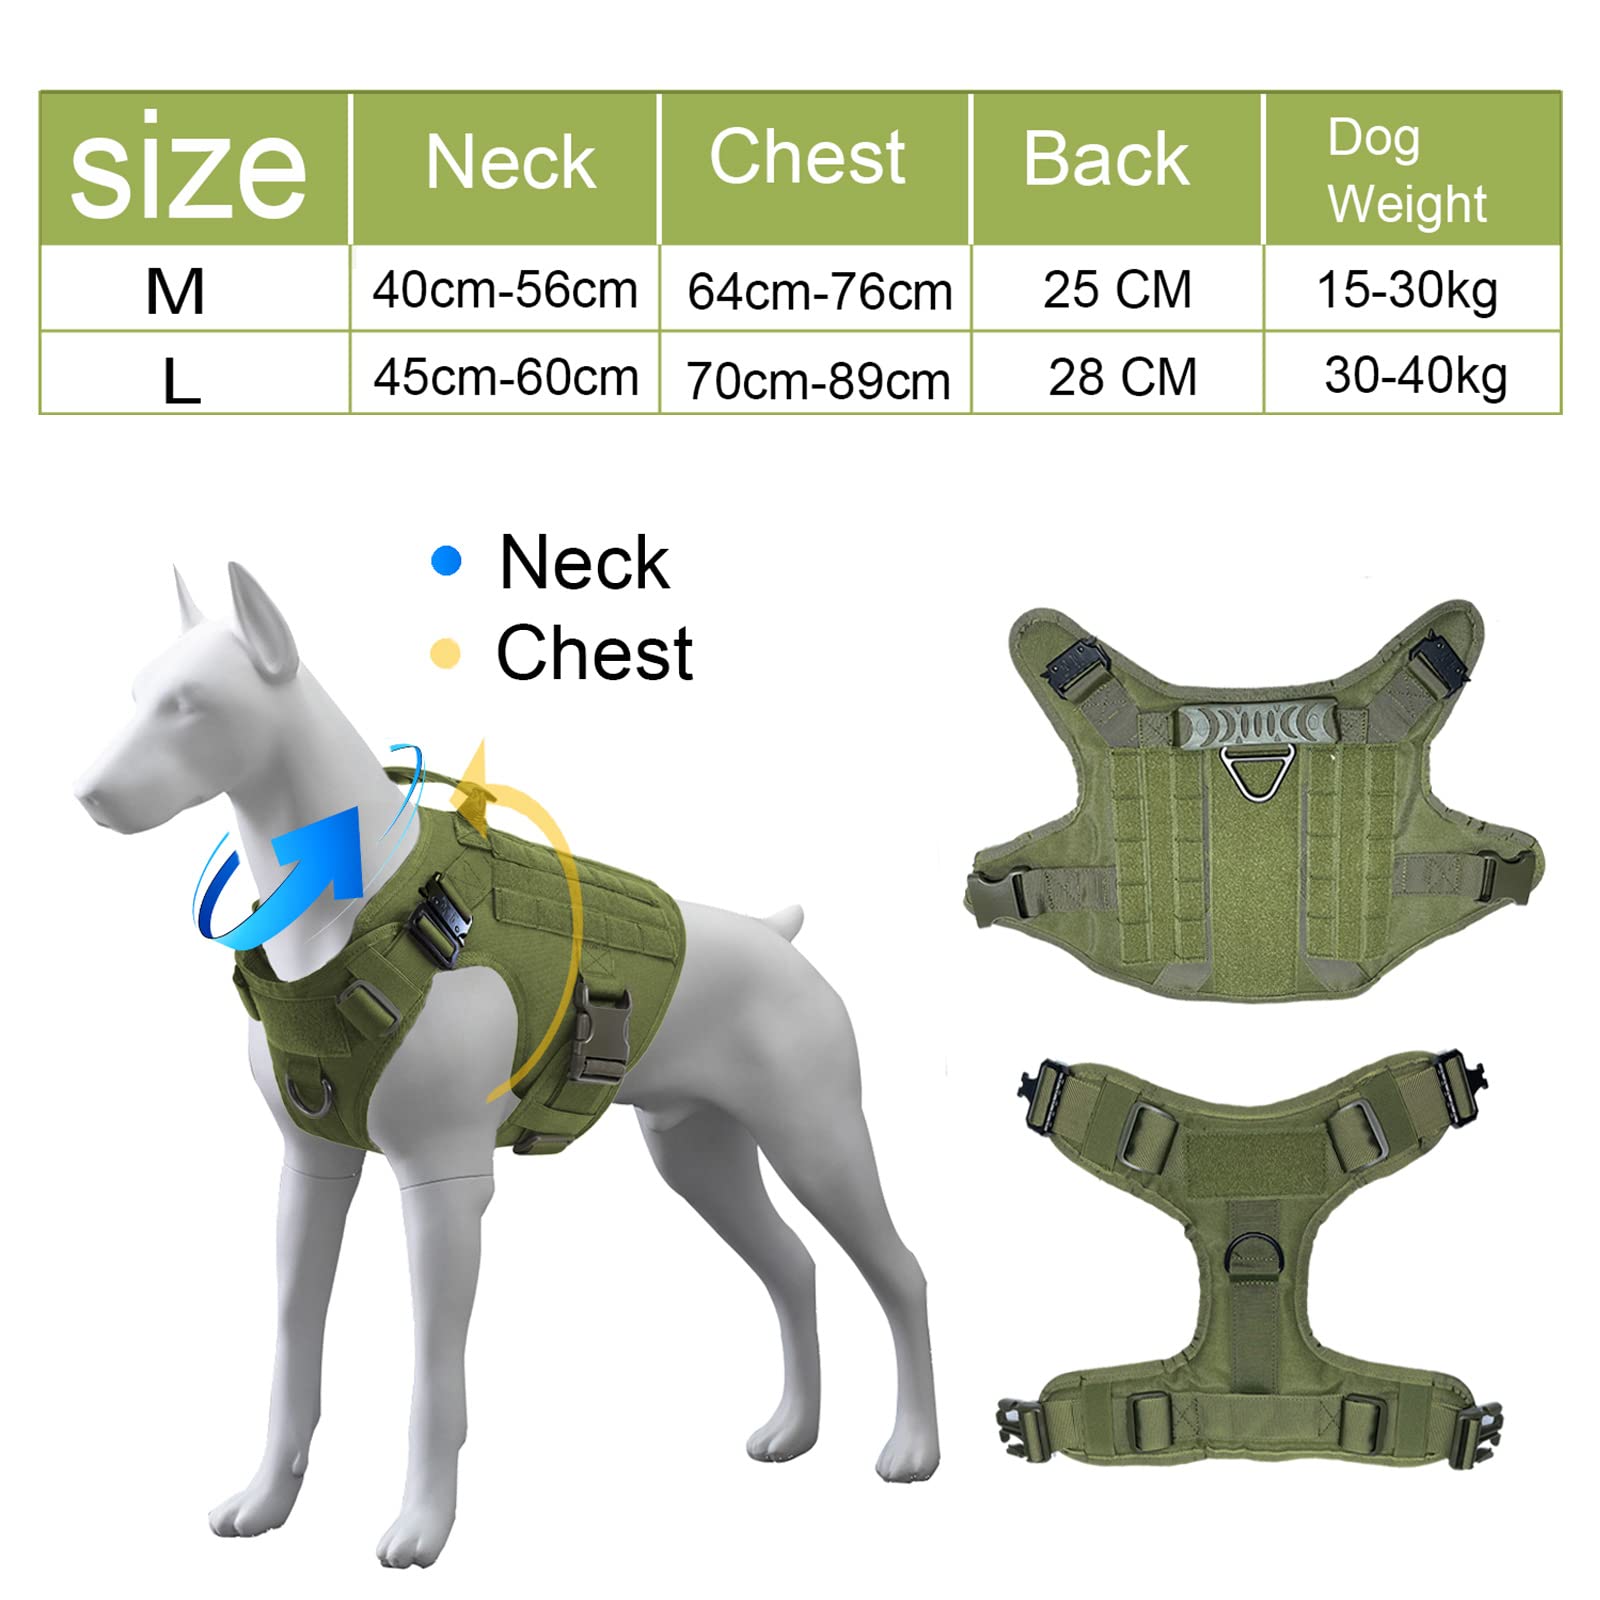 size Neck Chest Back Dog Weight
M 40cm-56cm 64cm-76cm 25 CM 15-30kg
L 45cm-60cm 70cm-89cm 28 CM 30-40kg
Neck
Chest